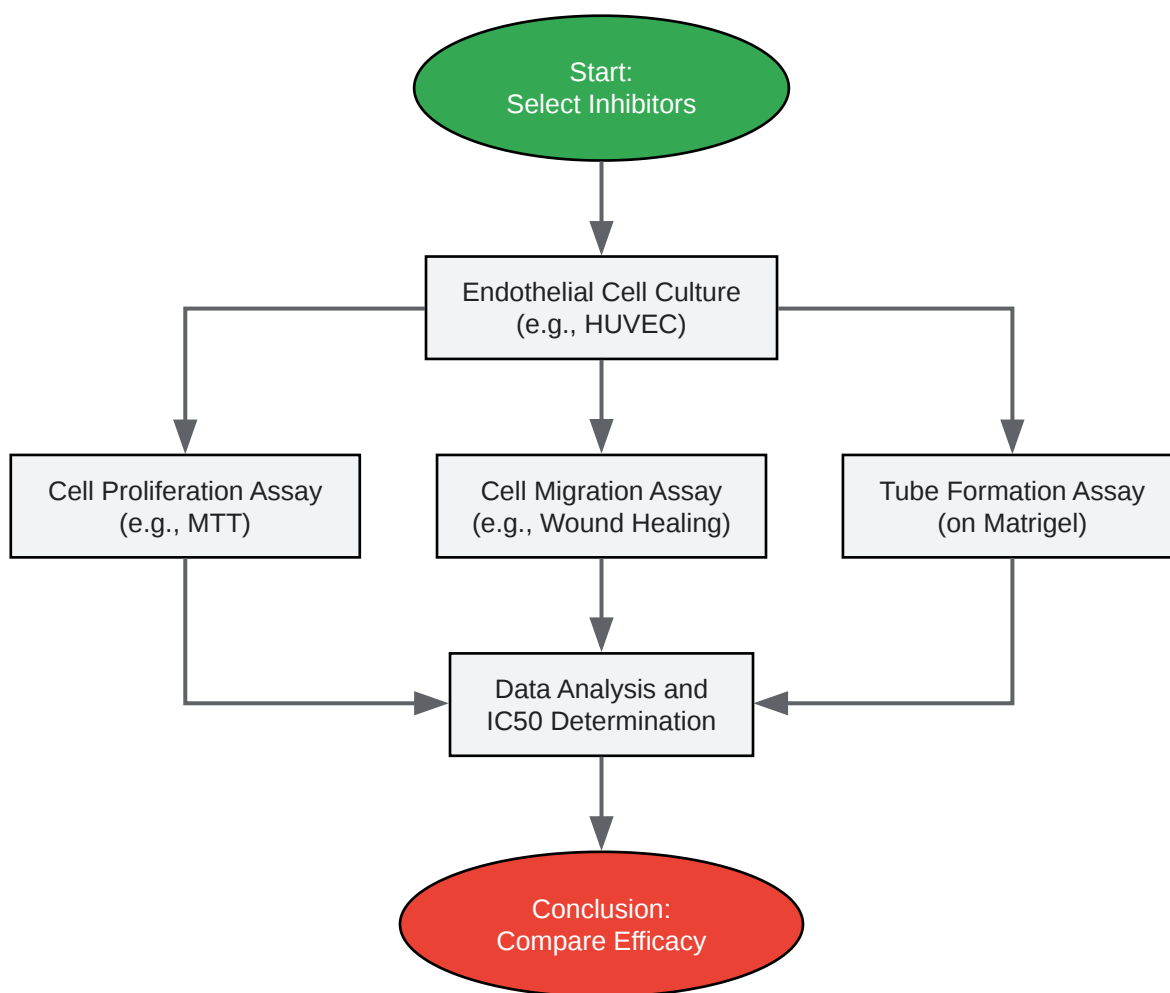 Start:
Select Inhibitors
Endothelial Cell Culture
(e.g., HUVEC)
Cell Proliferation Assay
(e.g., MTT)
Cell Migration Assay
(e.g., Wound Healing)
Tube Formation Assay
(on Matrigel)
Data Analysis and
IC50 Determination
Conclusion:
Compare Efficacy